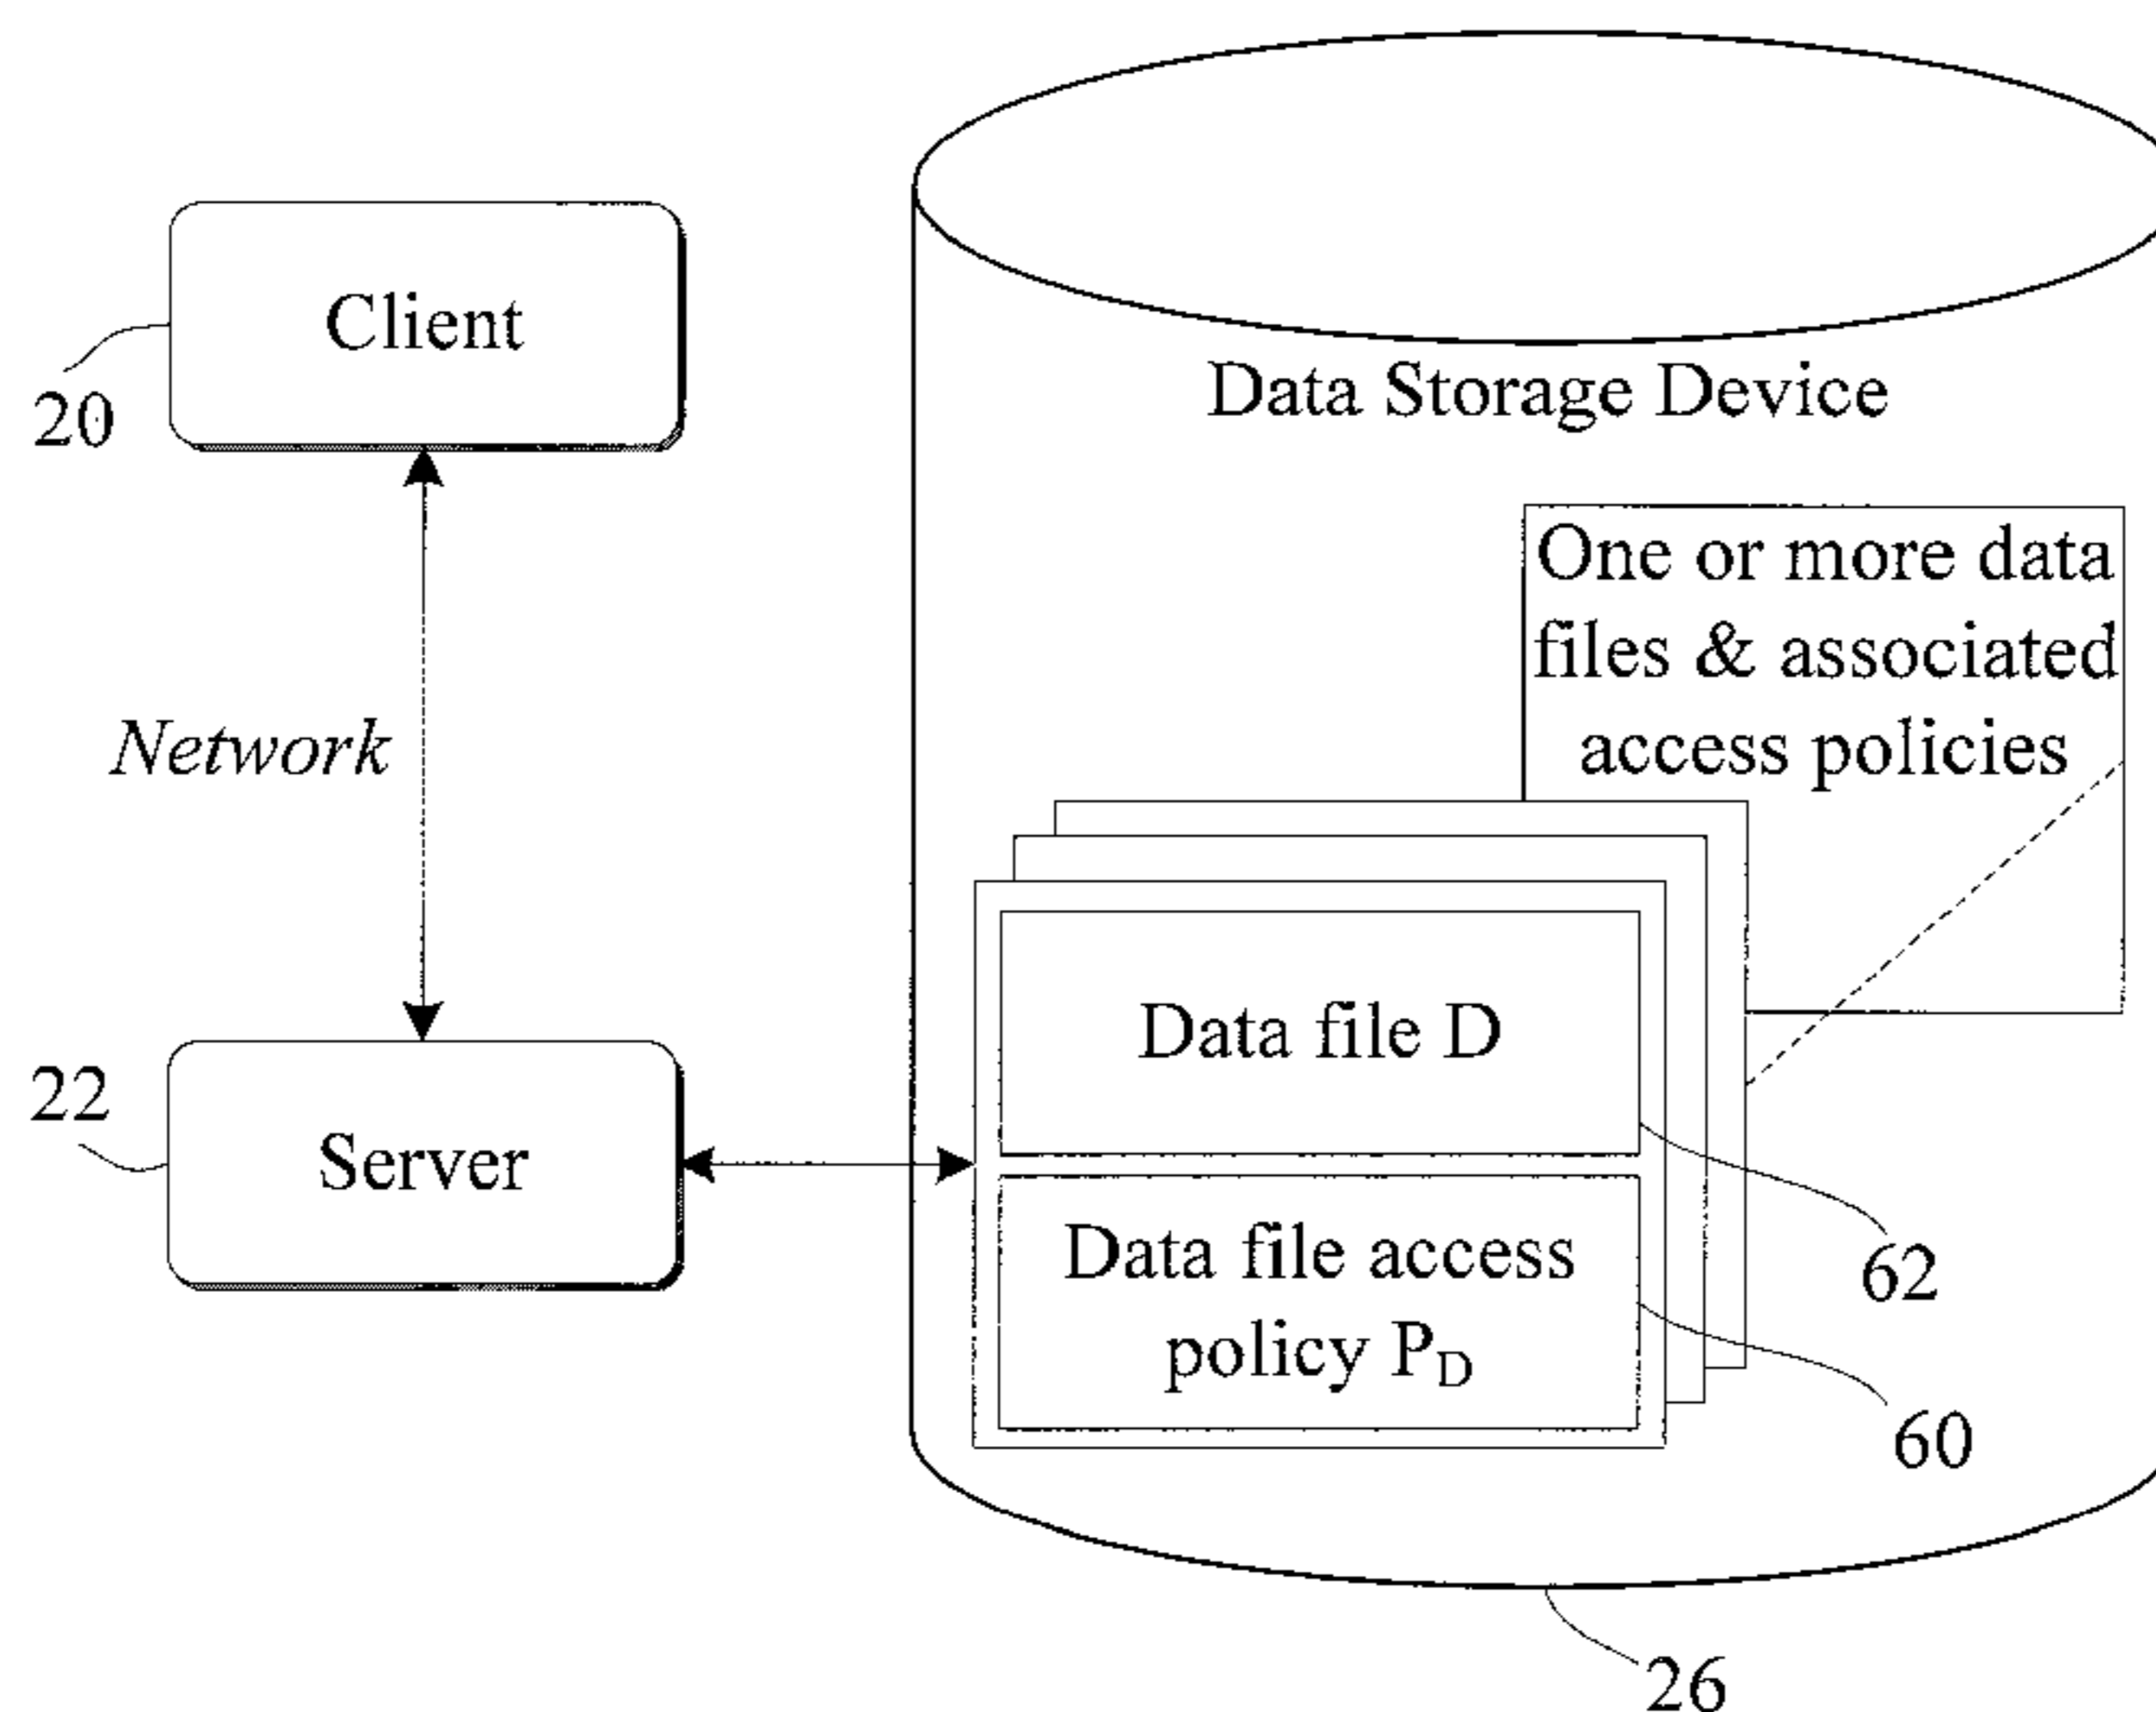 Client
20
Data Storage Device
One or more data
files & associated
access policies
Network
Data file D
22
Server
Data file access
policy PD
62
60
26